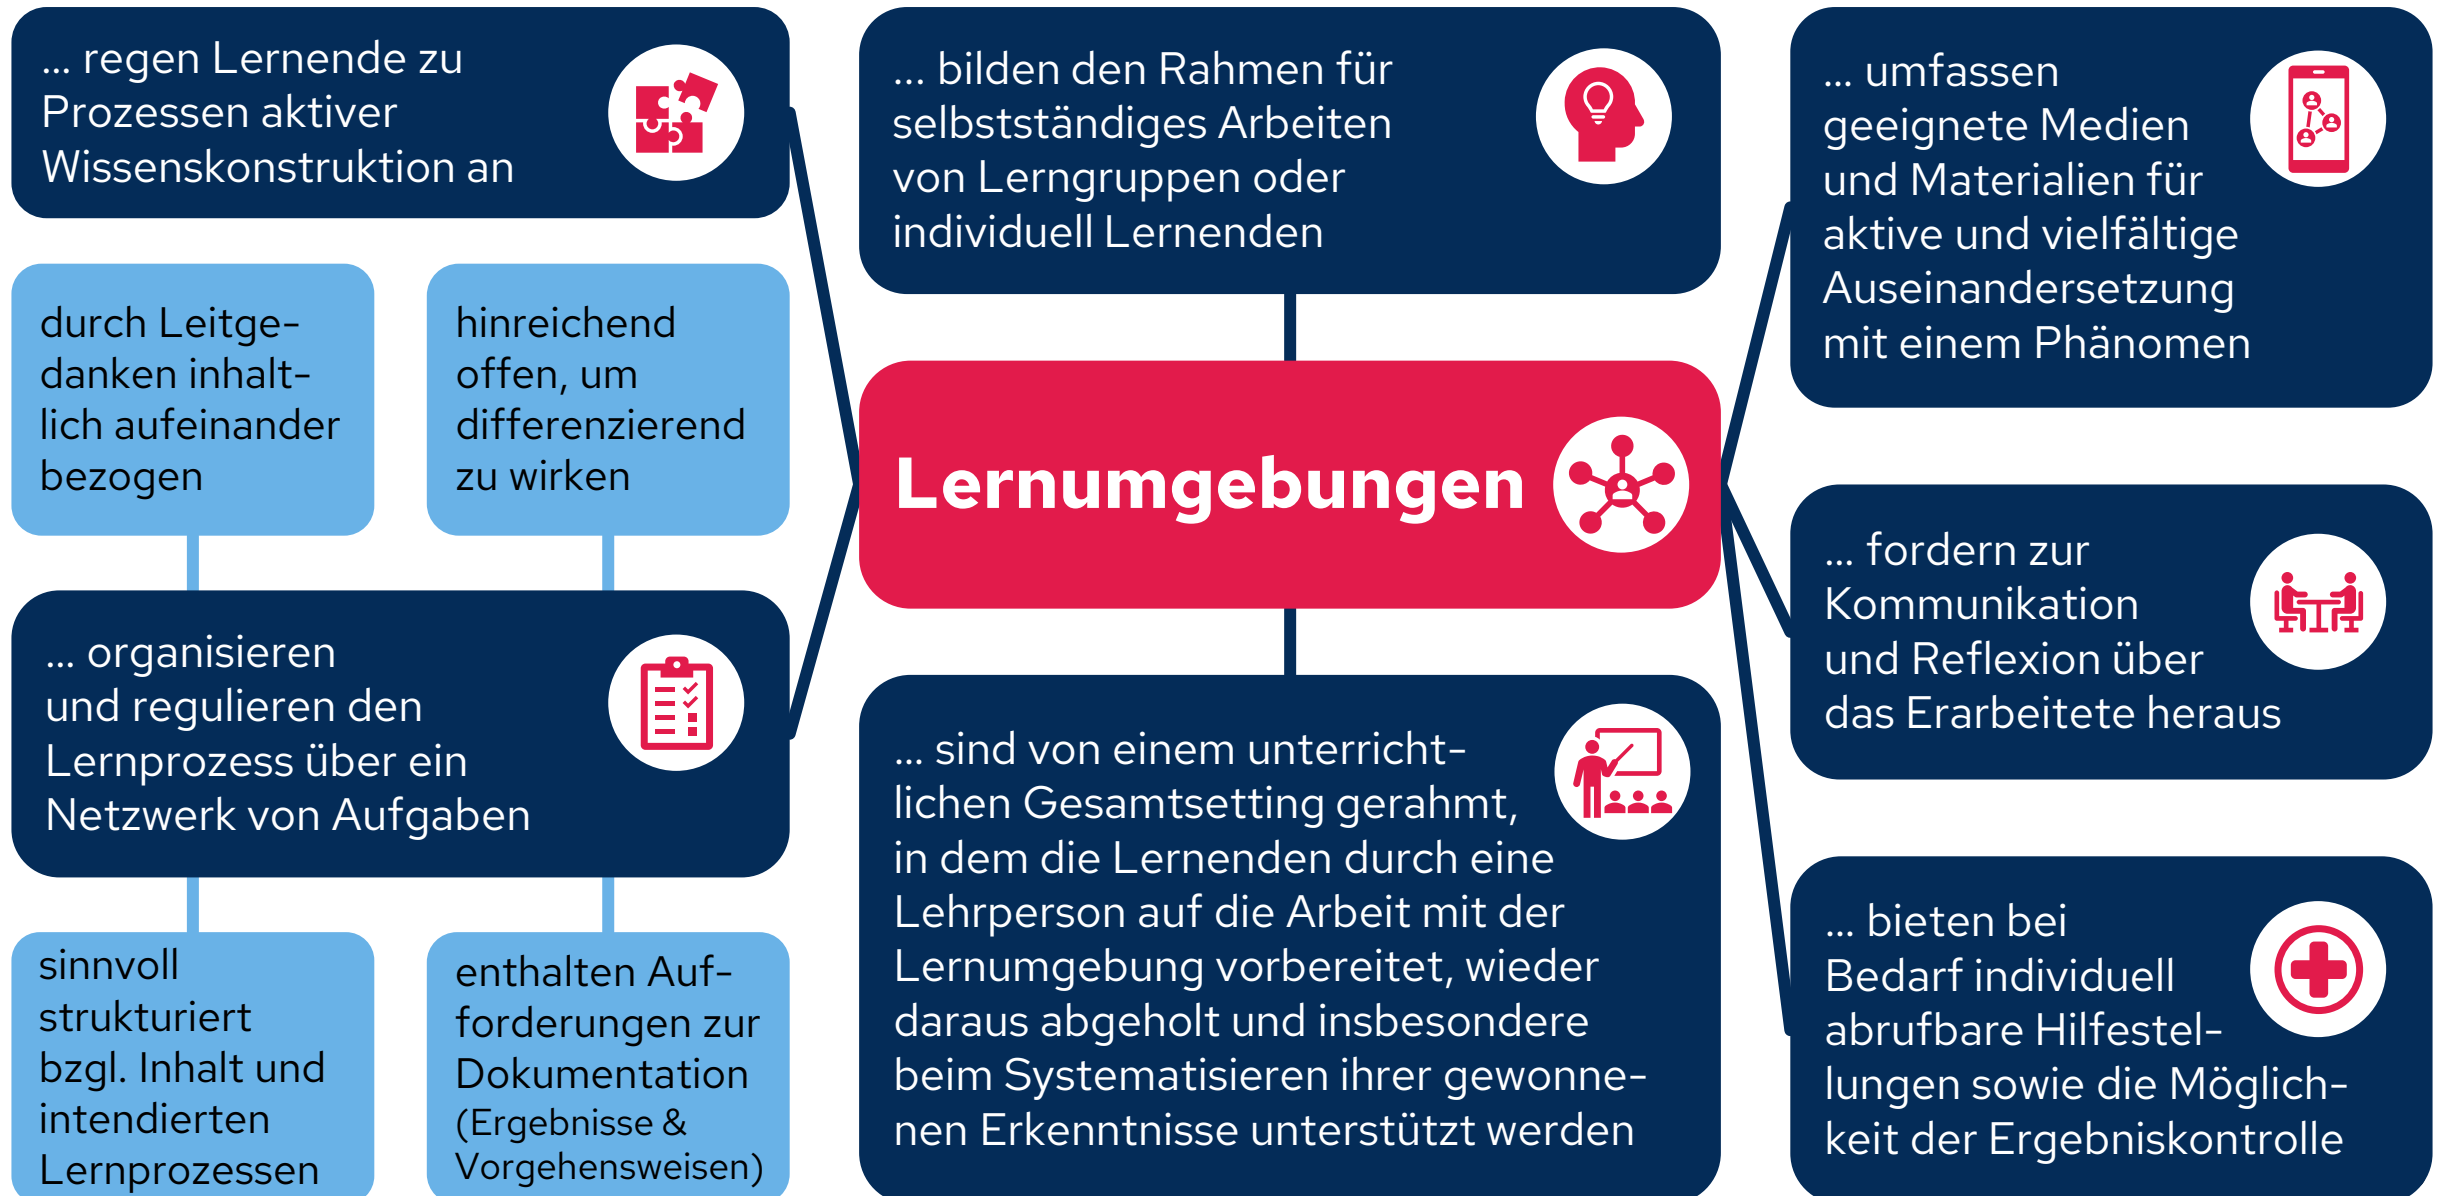 ... regen Lernende zu
Prozessen aktiver
Wissenskonstruktion an
durch Leitge-
danken inhalt-
lich aufeinander
bezogen
hinreichend
offen, um
differenzierend
zu wirken
... organisieren
und regulieren den
Lernprozess über ein
Netzwerk von Aufgaben
sinnvoll
strukturiert
bzgl. Inhalt und
intendierten
Lernprozessen
enthalten Auf-
forderungen zur
Dokumentation
(Ergebnisse &
Vorgehensweisen)
... bilden den Rahmen für
selbstständiges Arbeiten
von Lerngruppen oder
individuell Lernenden
Lernumgebungen
... sind von einem unterricht-
lichen Gesamtsetting gerahmt,
in dem die Lernenden durch eine
Lehrperson auf die Arbeit mit der
Lernumgebung vorbereitet, wieder
daraus abgeholt und insbesondere
beim Systematisieren ihrer gewonne-
nen Erkenntnisse unterstützt werden
... umfassen
geeignete Medien
und Materialien für
aktive und vielfältige
Auseinandersetzung
mit einem Phänomen
... fordern zur
Kommunikation
und Reflexion über
das Erarbeitete heraus
... bieten bei
Bedarf individuell
abrufbare Hilfestel-
lungen sowie die Möglich-
keit der Ergebniskontrolle